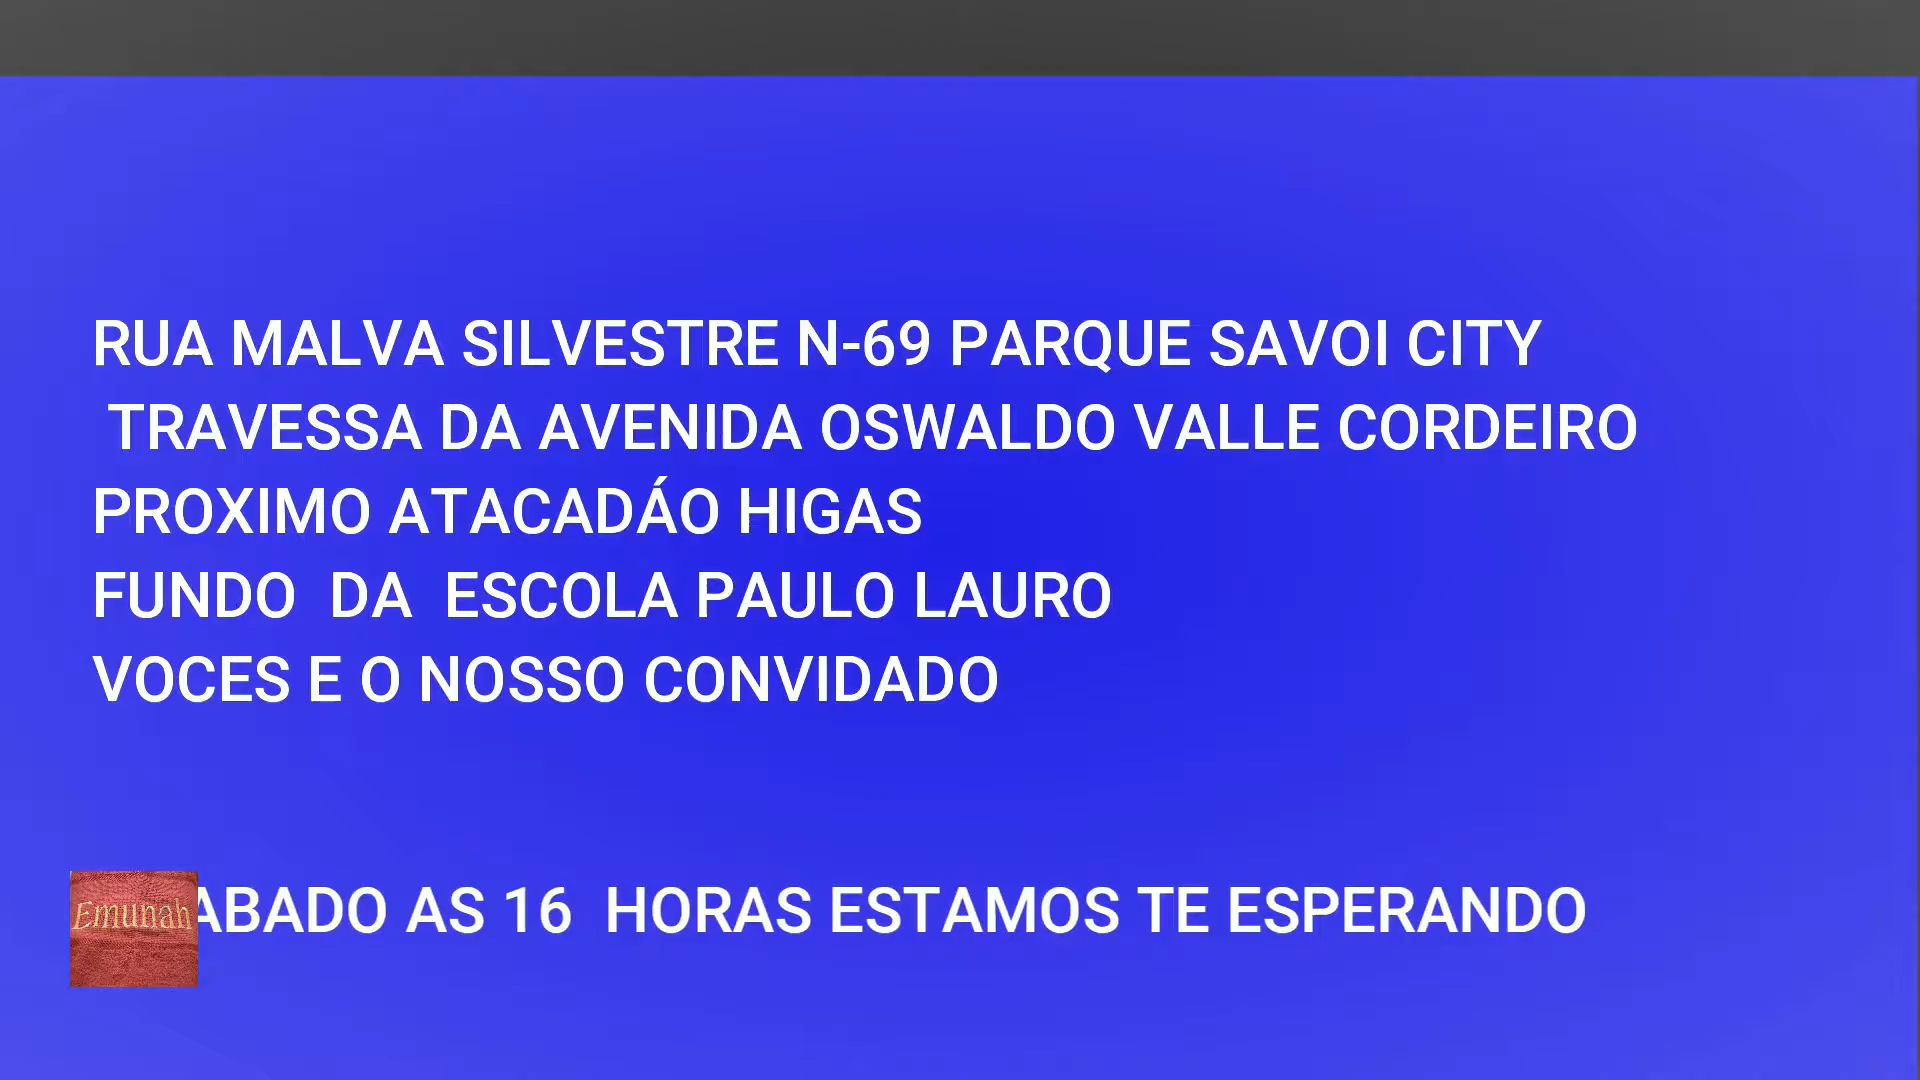 RUA MALVA SILVESTRE N-69 PARQUE SAVOI CITY
TRAVESSA DA AVENIDA OSWALDO VALLE CORDEIRO
PROXIMO ATACADÁO HIGAS
FUNDO DA ESCOLA PAULO LAURO
VOCES E O NOSSO CONVIDADO
ABADO AS 16 HORAS ESTAMOS TE ESPERANDO
Emunah